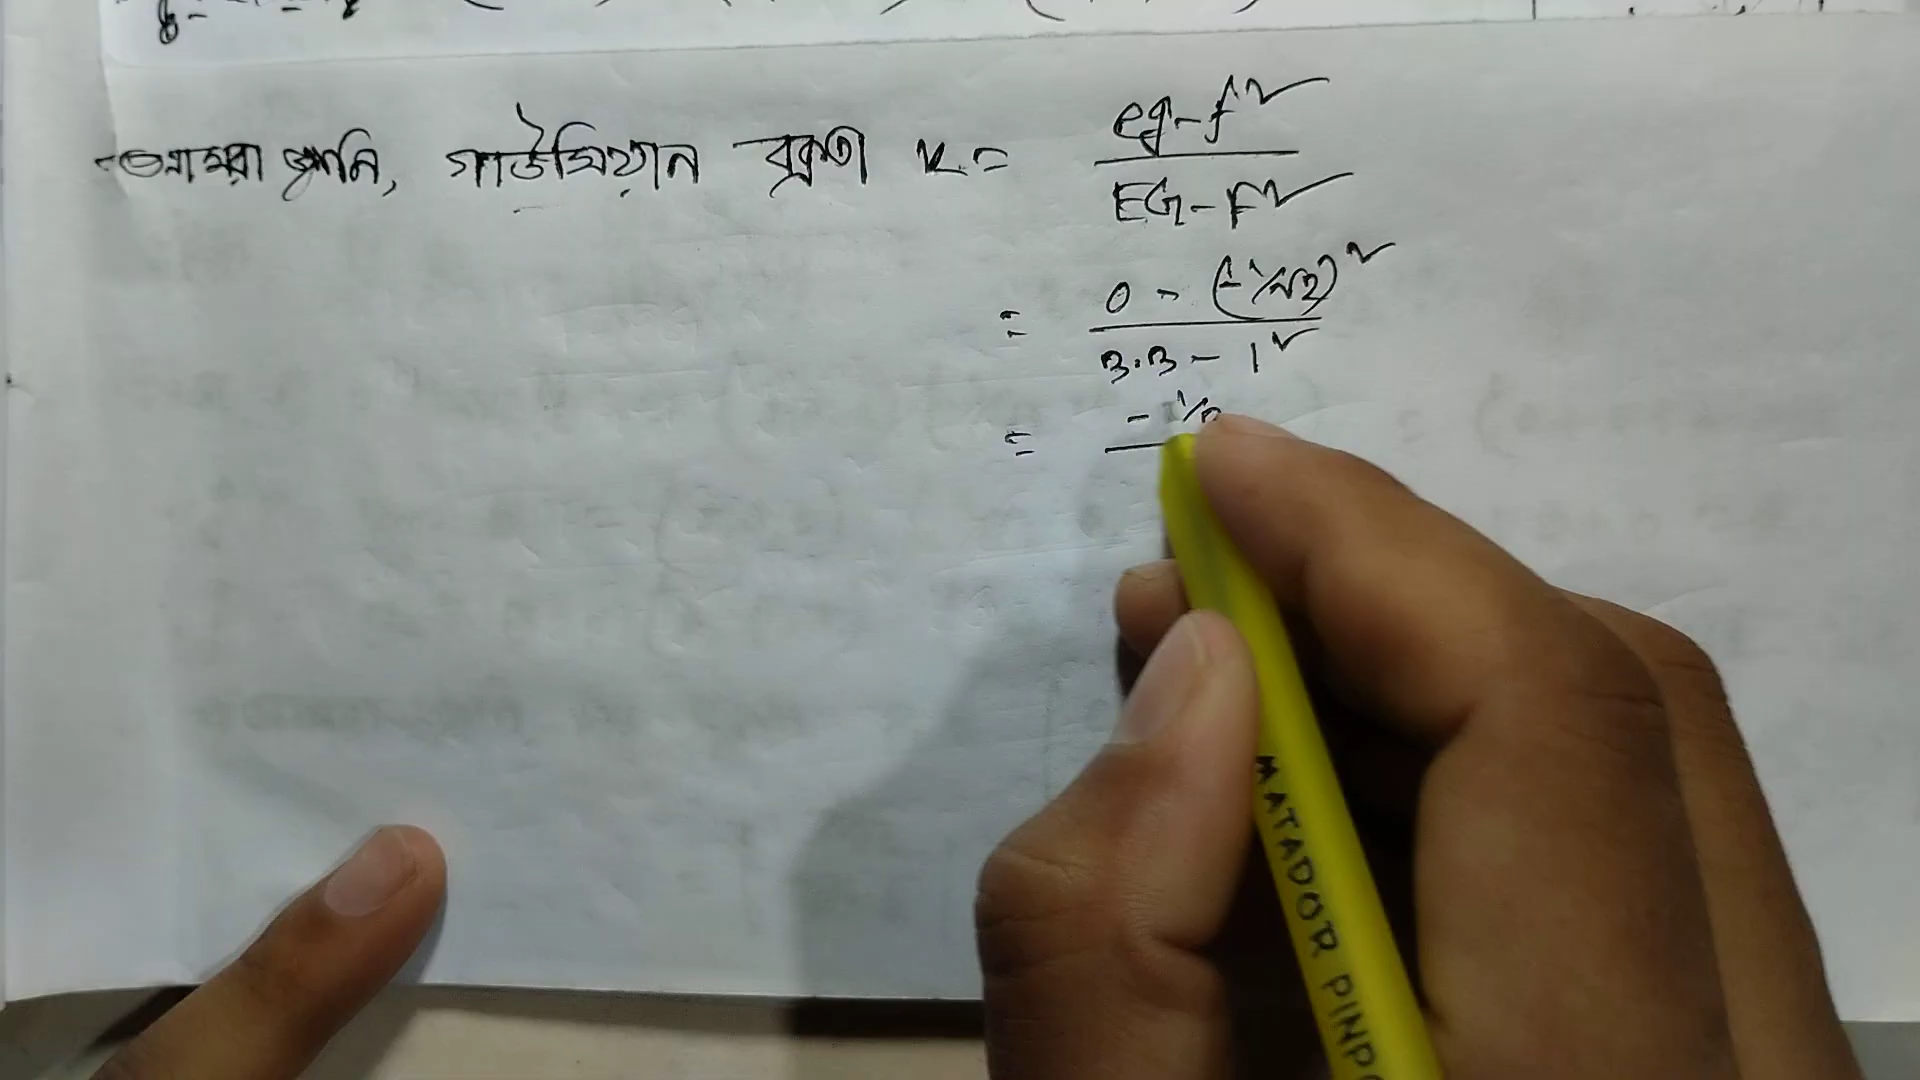 আমরা জানি, গাউসিয়ান বক্রতা K = (eg-f²)/(EG-F²)
= (0 - (-1/√2)²)/(3.3 - 1²)
= -1/2
MATADOR PINPO